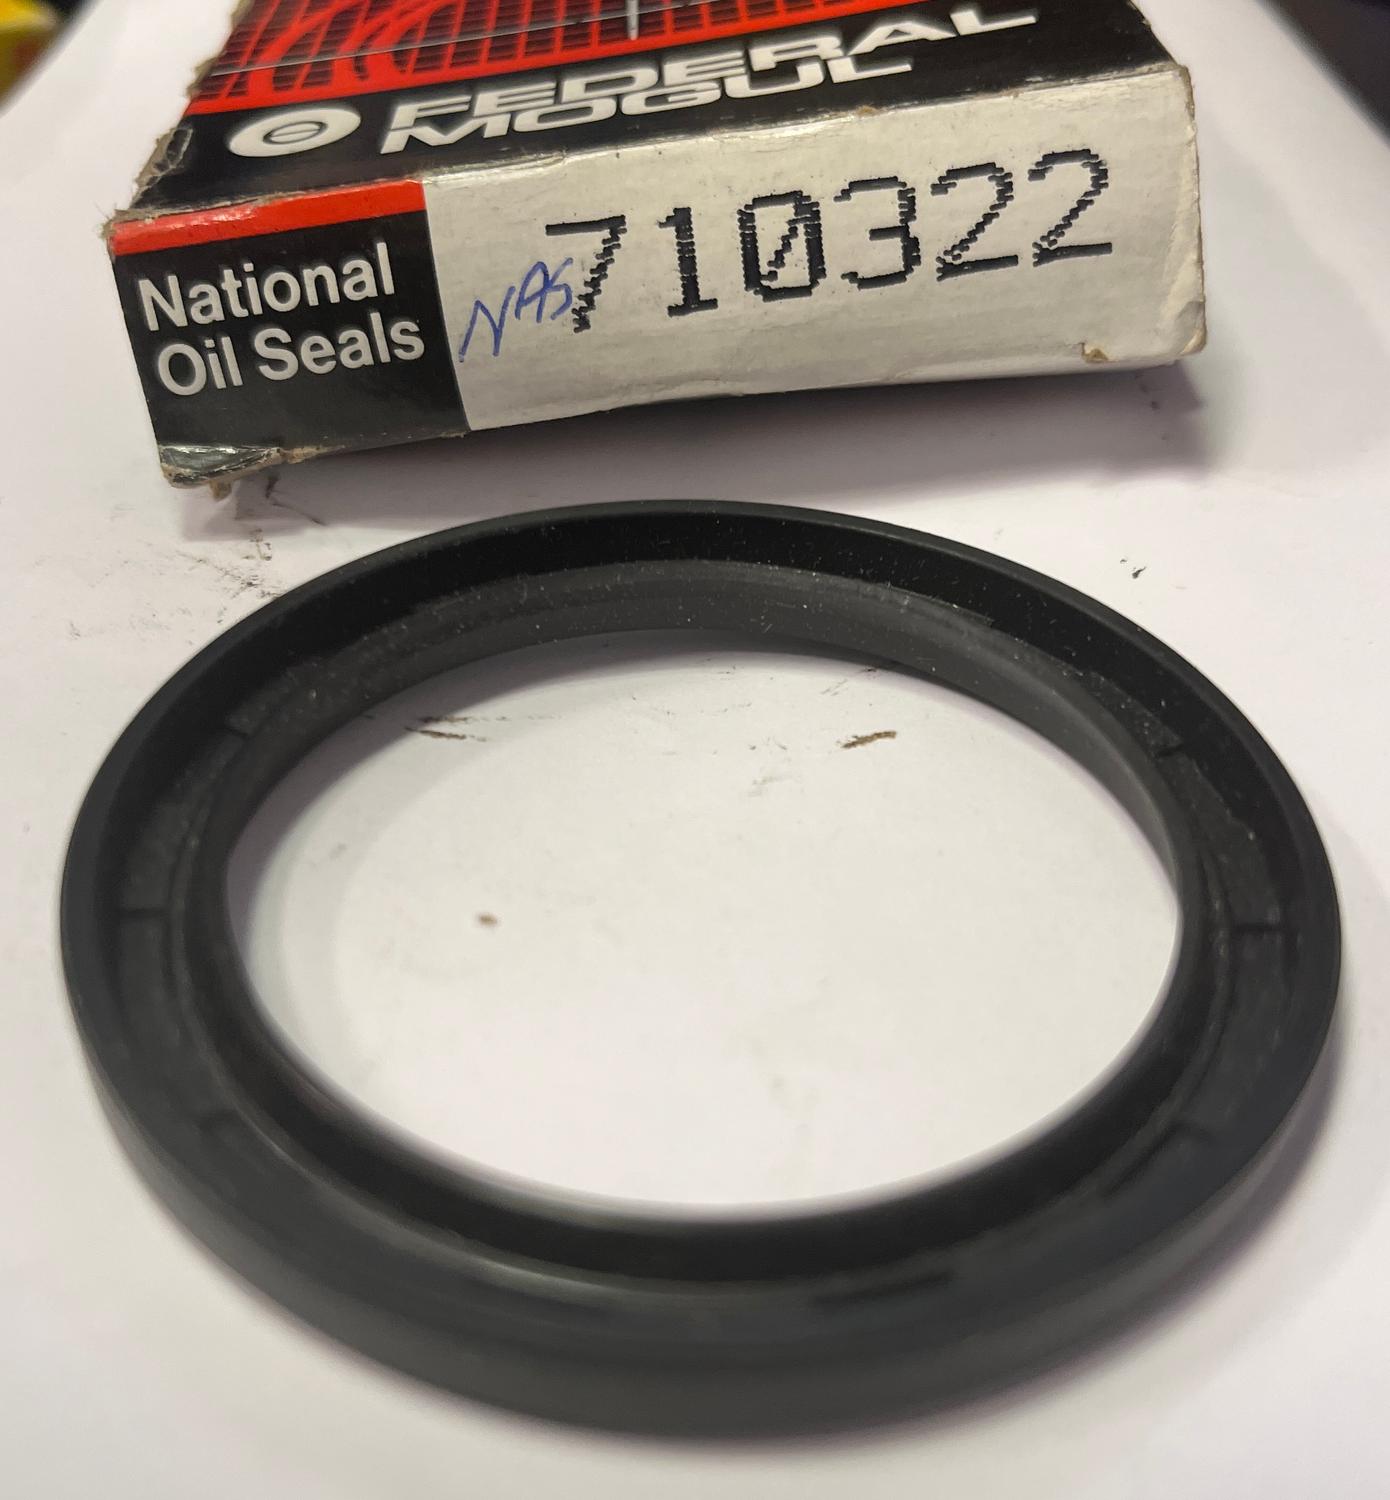 FEDERAL
MOGUL
National
Oil Seals
NAS
710322